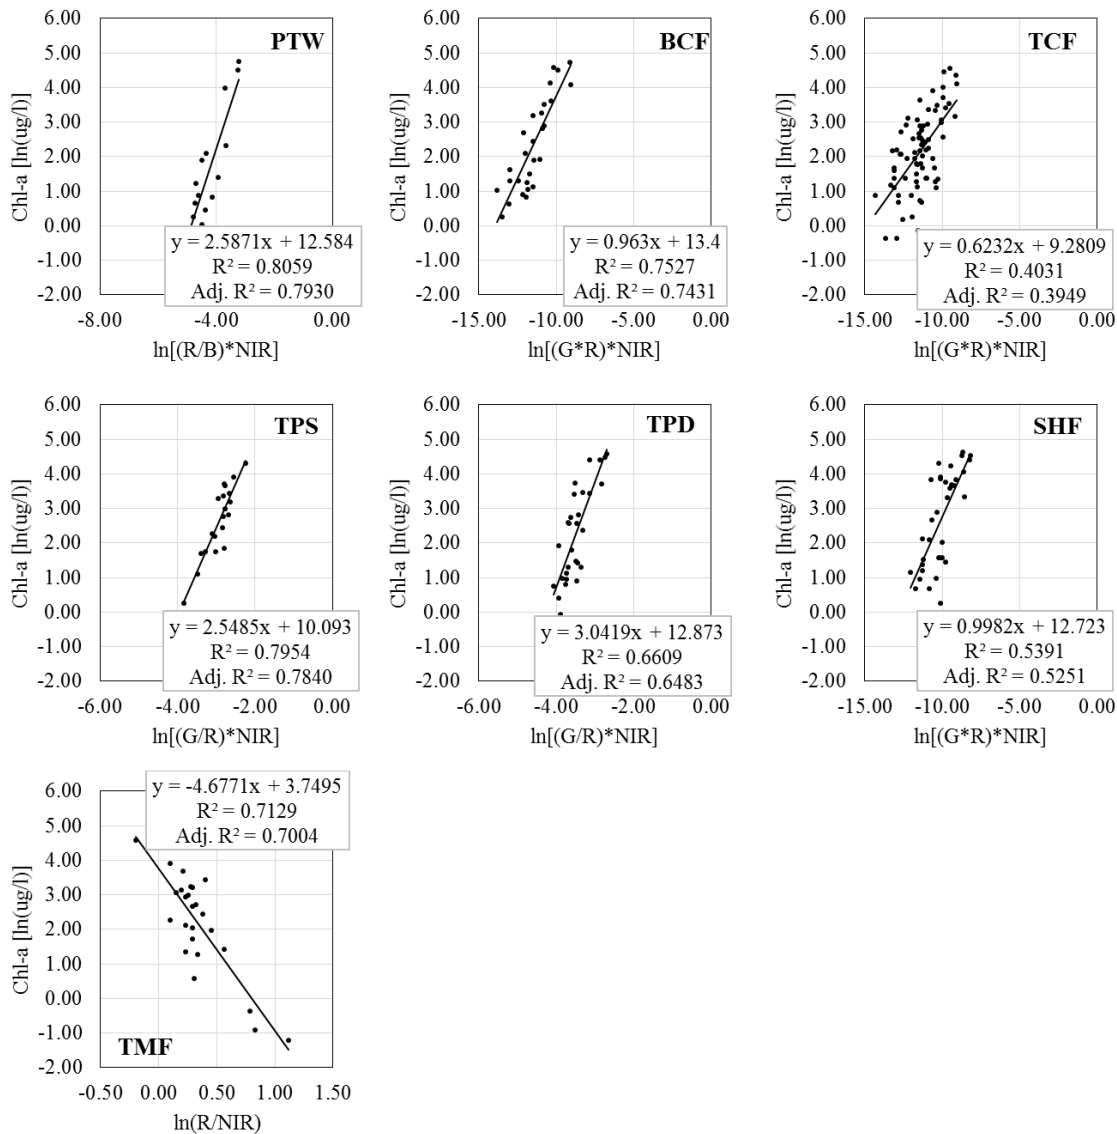 PTW
Chl-a [ln(ug/l)]
6.00
5.00
4.00
3.00
2.00
1.00
0.00
-1.00
-2.00
y = 2.5871x + 12.584
R² = 0.8059
Adj. R² = 0.7930
-8.00 -4.00 0.00
ln[(R/B)*NIR]
BCF
Chl-a [ln(ug/l)]
6.00
5.00
4.00
3.00
2.00
1.00
0.00
-1.00
-2.00
y = 0.963x + 13.4
R² = 0.7527
Adj. R² = 0.7431
-15.00 -10.00 -5.00 0.00
ln[(G*R)*NIR]
TCF
Chl-a [ln(ug/l)]
6.00
5.00
4.00
3.00
2.00
1.00
0.00
-1.00
-2.00
y = 0.6232x + 9.2809
R² = 0.4031
Adj. R² = 0.3949
-15.00 -10.00 -5.00 0.00
ln[(G*R)*NIR]
TPS
Chl-a [ln(ug/l)]
6.00
5.00
4.00
3.00
2.00
1.00
0.00
-1.00
-2.00
y = 2.5485x + 10.093
R² = 0.7954
Adj. R² = 0.7840
-6.00 -4.00 -2.00 0.00
ln[(G/R)*NIR]
TPD
Chl-a [ln(ug/l)]
6.00
5.00
4.00
3.00
2.00
1.00
0.00
-1.00
-2.00
y = 3.0419x + 12.873
R² = 0.6609
Adj. R² = 0.6483
-6.00 -4.00 -2.00 0.00
ln[(G/R)*NIR]
SHF
Chl-a [ln(ug/l)]
6.00
5.00
4.00
3.00
2.00
1.00
0.00
-1.00
-2.00
y = 0.9982x + 12.723
R² = 0.5391
Adj. R² = 0.5251
-15.00 -10.00 -5.00 0.00
ln[(G*R)*NIR]
y = -4.6771x + 3.7495
R² = 0.7129
Adj. R² = 0.7004
Chl-a [ln(ug/l)]
6.00
5.00
4.00
3.00
2.00
1.00
0.00
-1.00
-2.00
TMF
-0.50 0.00 0.50 1.00 1.50
ln(R/NIR)